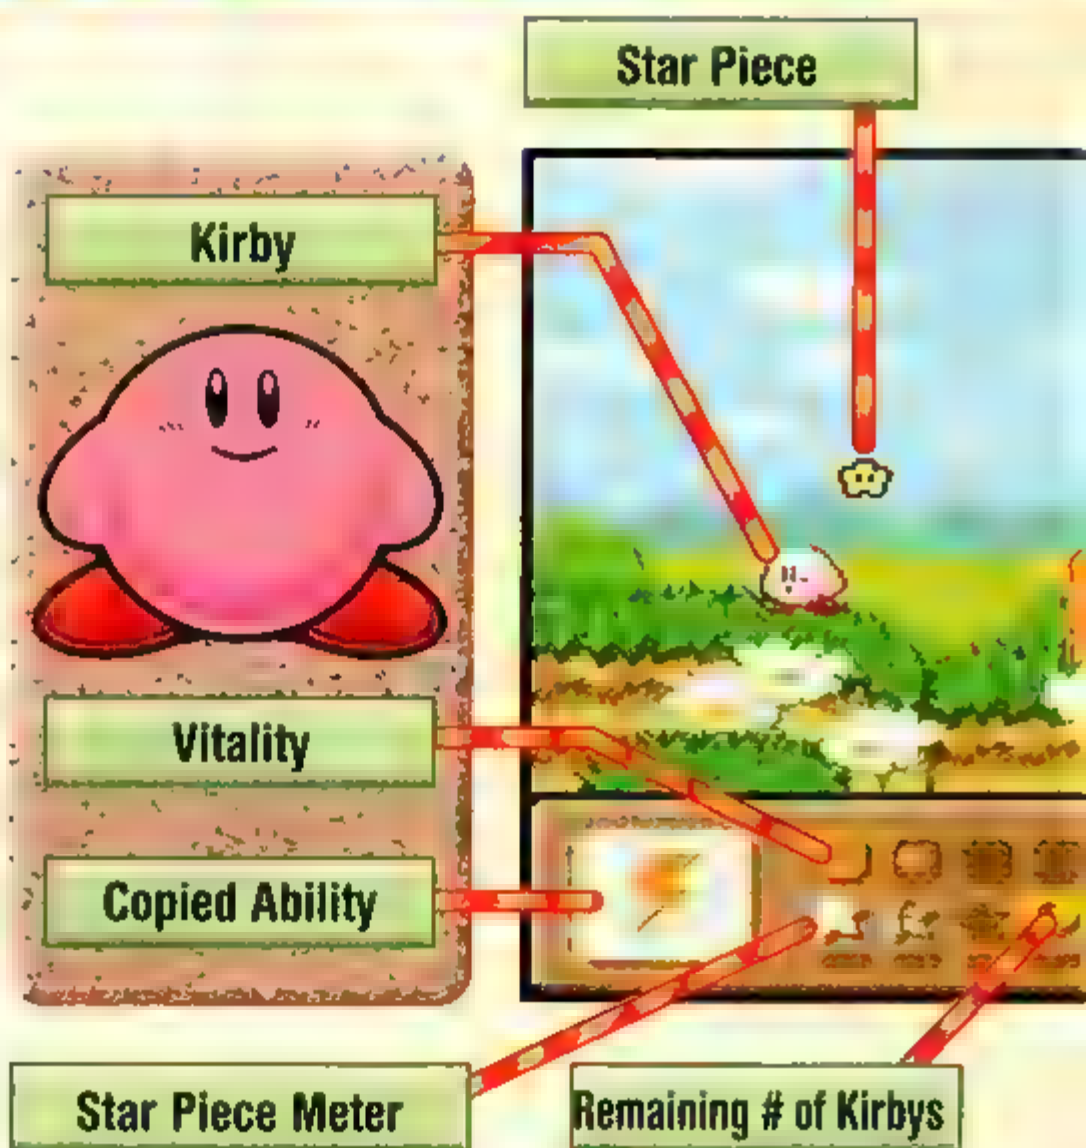 Star Piece
Kirby
Vitality
Copied Ability
Star Piece Meter
Remaining # of Kirbys